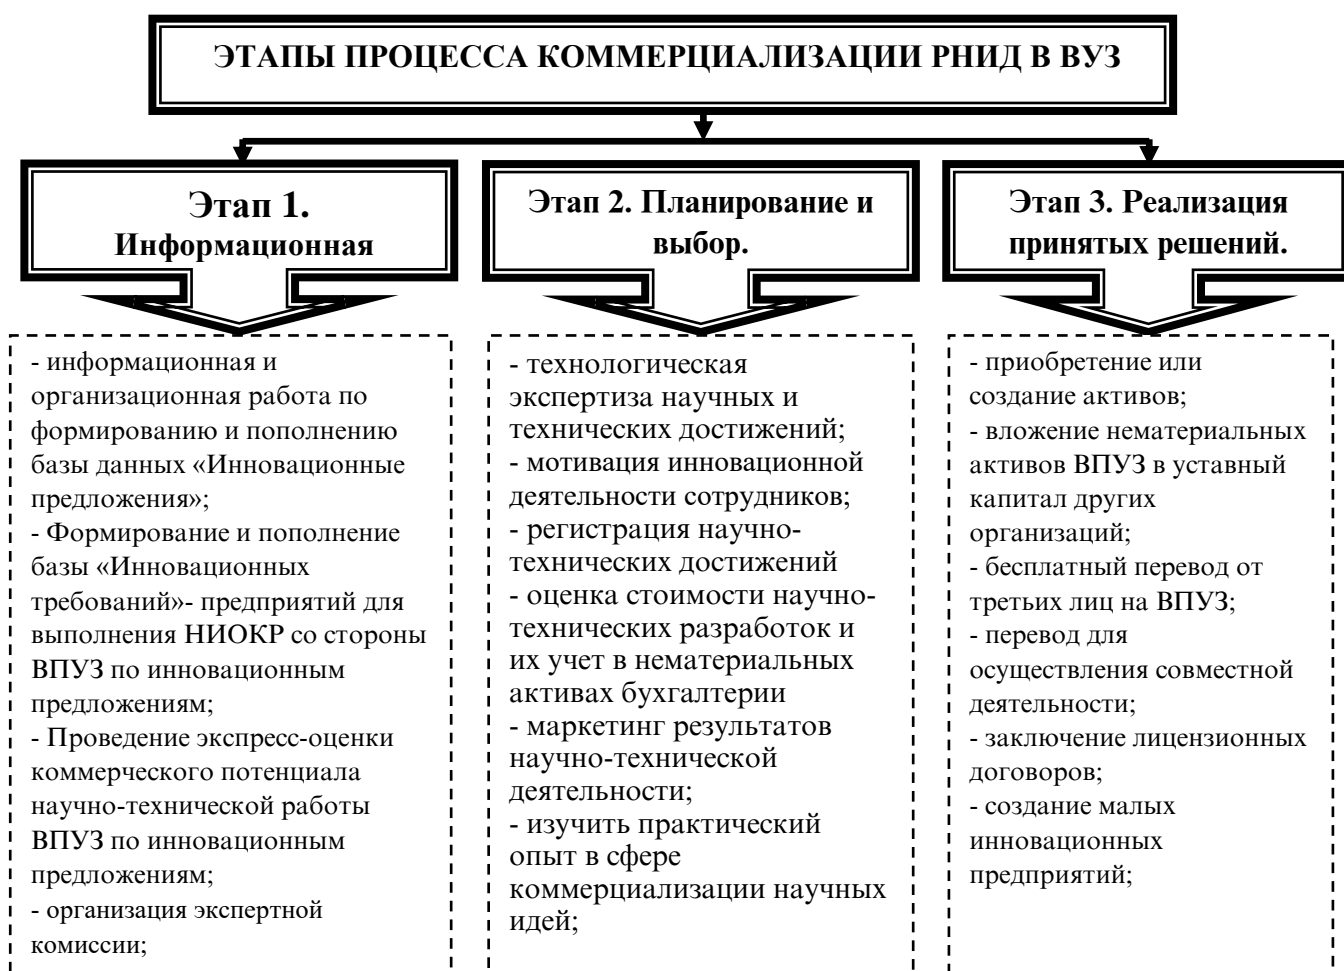 ЭТАПЫ ПРОЦЕССА КОММЕРЦИАЛИЗАЦИИ РНИД В ВУЗ
Этап 1.
Информационная
- информационная и
организационная работа по
формированию и пополнению
базы данных «Инновационные
предложения»;
- Формирование и пополнение
базы «Инновационных
требований»- предприятий для
выполнения НИОКР со стороны
ВПУЗ по инновационным
предложениям;
- Проведение экспресс-оценки
коммерческого потенциала
научно-технической работы
ВПУЗ по инновационным
предложениям;
- организация экспертной
комиссии;
Этап 2. Планирование и
выбор.
- технологическая
экспертиза научных и
технических достижений;
- мотивация инновационной
деятельности сотрудников;
- регистрация научно-
технических достижений
- оценка стоимости научно-
технических разработок и
их учет в нематериальных
активах бухгалтерии
- маркетинг результатов
научно-технической
деятельности;
- изучить практический
опыт в сфере
коммерциализации научных
идей;
Этап 3. Реализация
принятых решений.
- приобретение или
создание активов;
- вложение нематериальных
активов ВПУЗ в уставный
капитал других
организаций;
- бесплатный перевод от
третьих лиц на ВПУЗ;
- перевод для
осуществления совместной
деятельности;
- заключение лицензионных
договоров;
- создание малых
инновационных
предприятий;